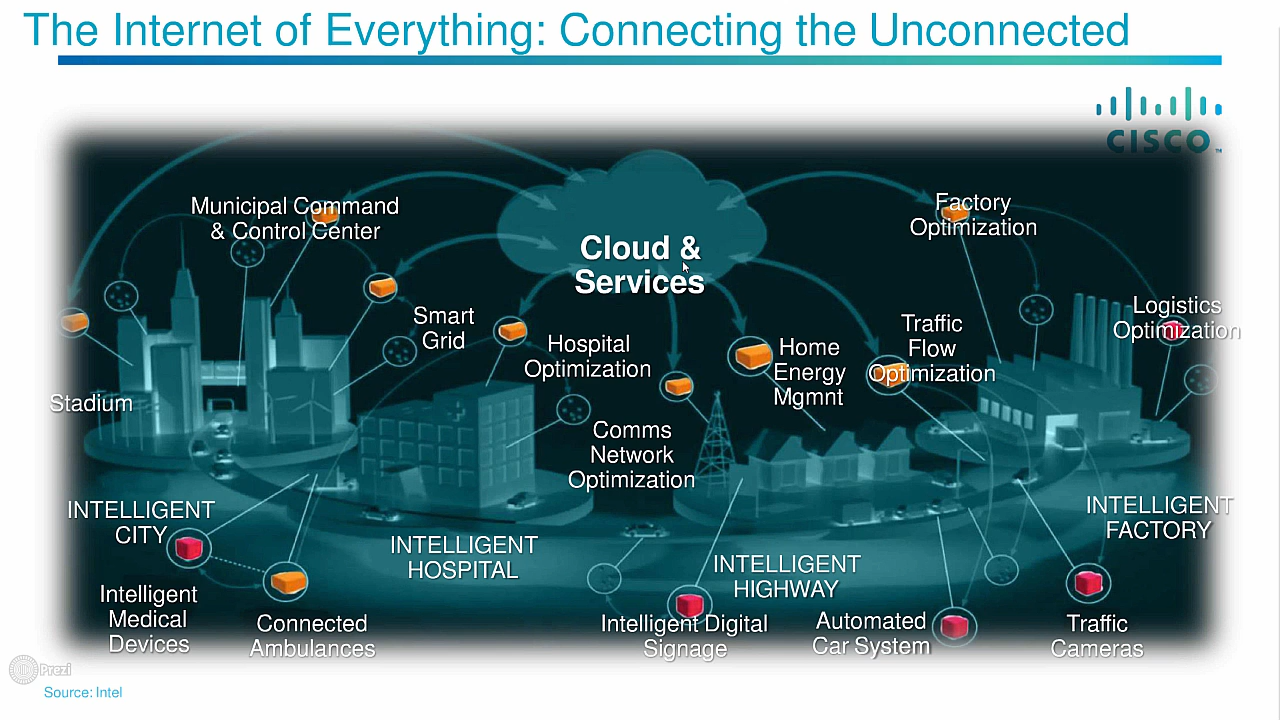 The Internet of Everything: Connecting the Unconnected
CISCO
™
Municipal Command
& Control Center
Factory
Optimization
Cloud &
Services
Smart
Grid
Hospital
Optimization
Home
Energy
Mgmnt
Traffic
Flow
Optimization
Logistics
Optimization
Stadium
Comms
Network
Optimization
INTELLIGENT
CITY
INTELLIGENT
HOSPITAL
INTELLIGENT
HIGHWAY
INTELLIGENT
FACTORY
Intelligent
Medical
Devices
Connected
Ambulances
Intelligent Digital
Signage
Automated
Car System
Traffic
Cameras
Prezi
Source: Intel